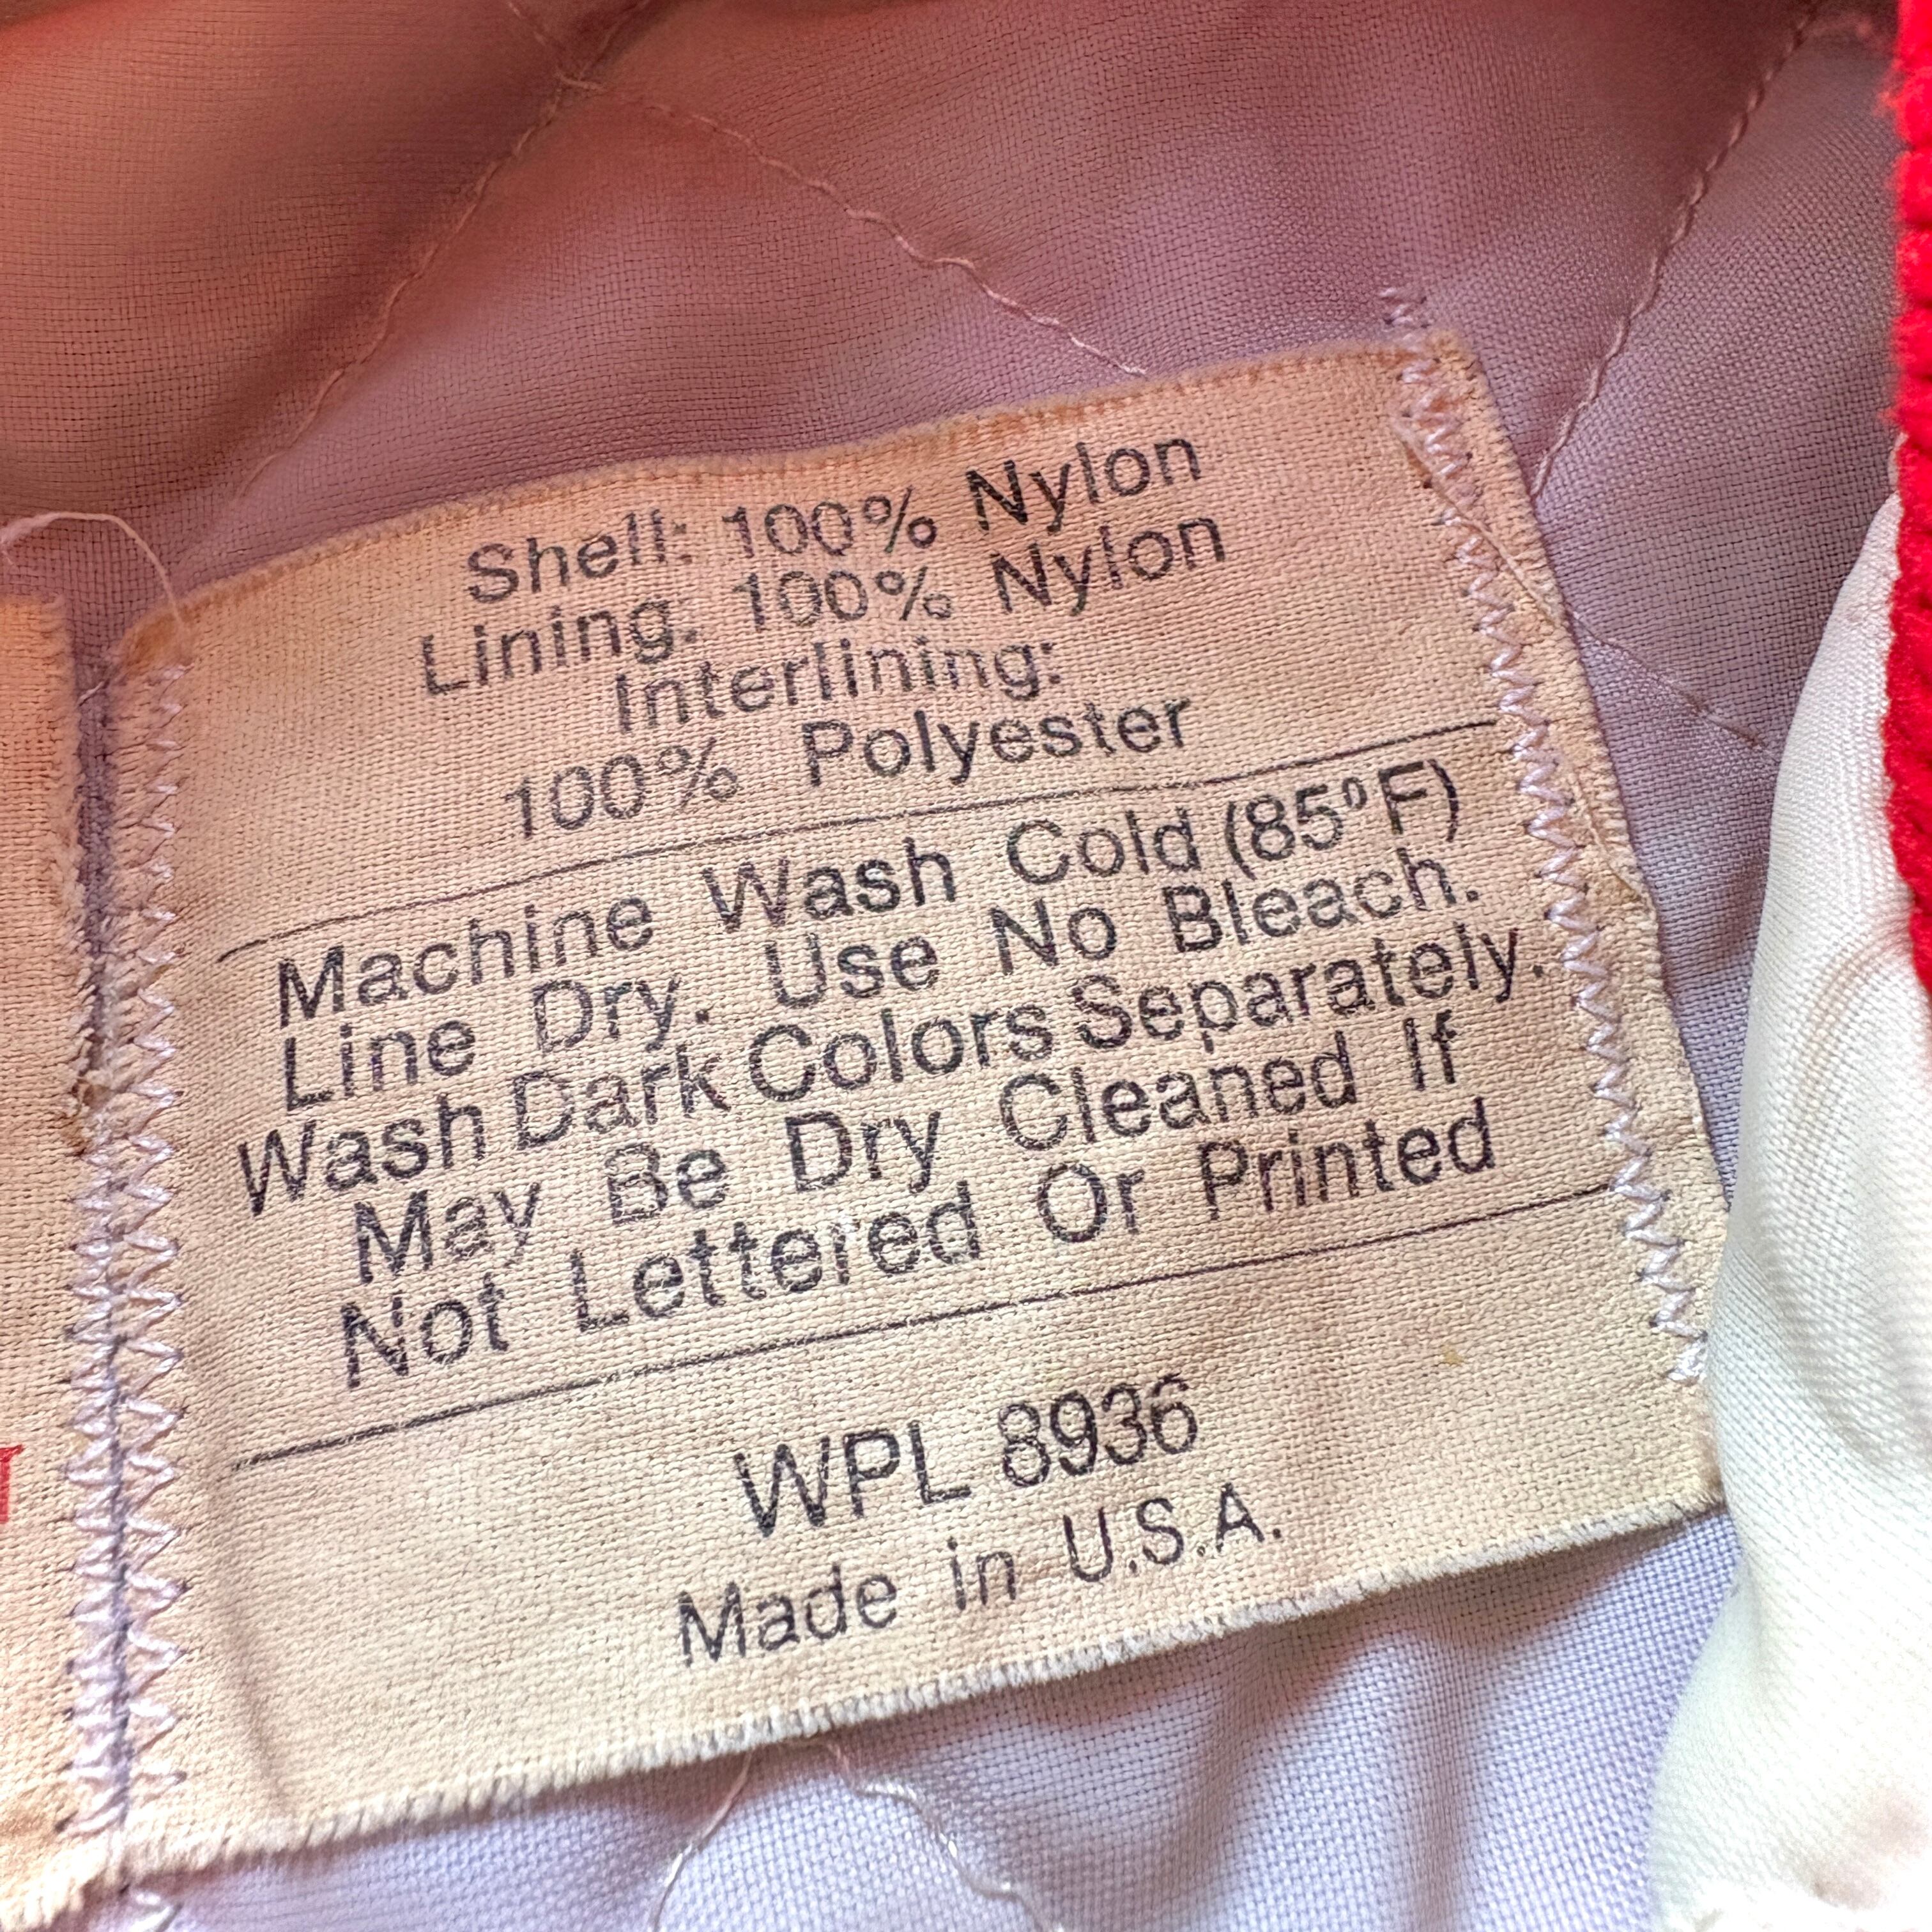 Shell: 100% Nylon
Lining: 100% Nylon
Interlining:
100% Polyester
Machine Wash Cold (85ºF)
Line Dry. Use No Bleach.
Wash Dark Colors Separately.
May Be Dry Cleaned If
Not Lettered Or Printed
WPL 8936
Made in U.S.A.